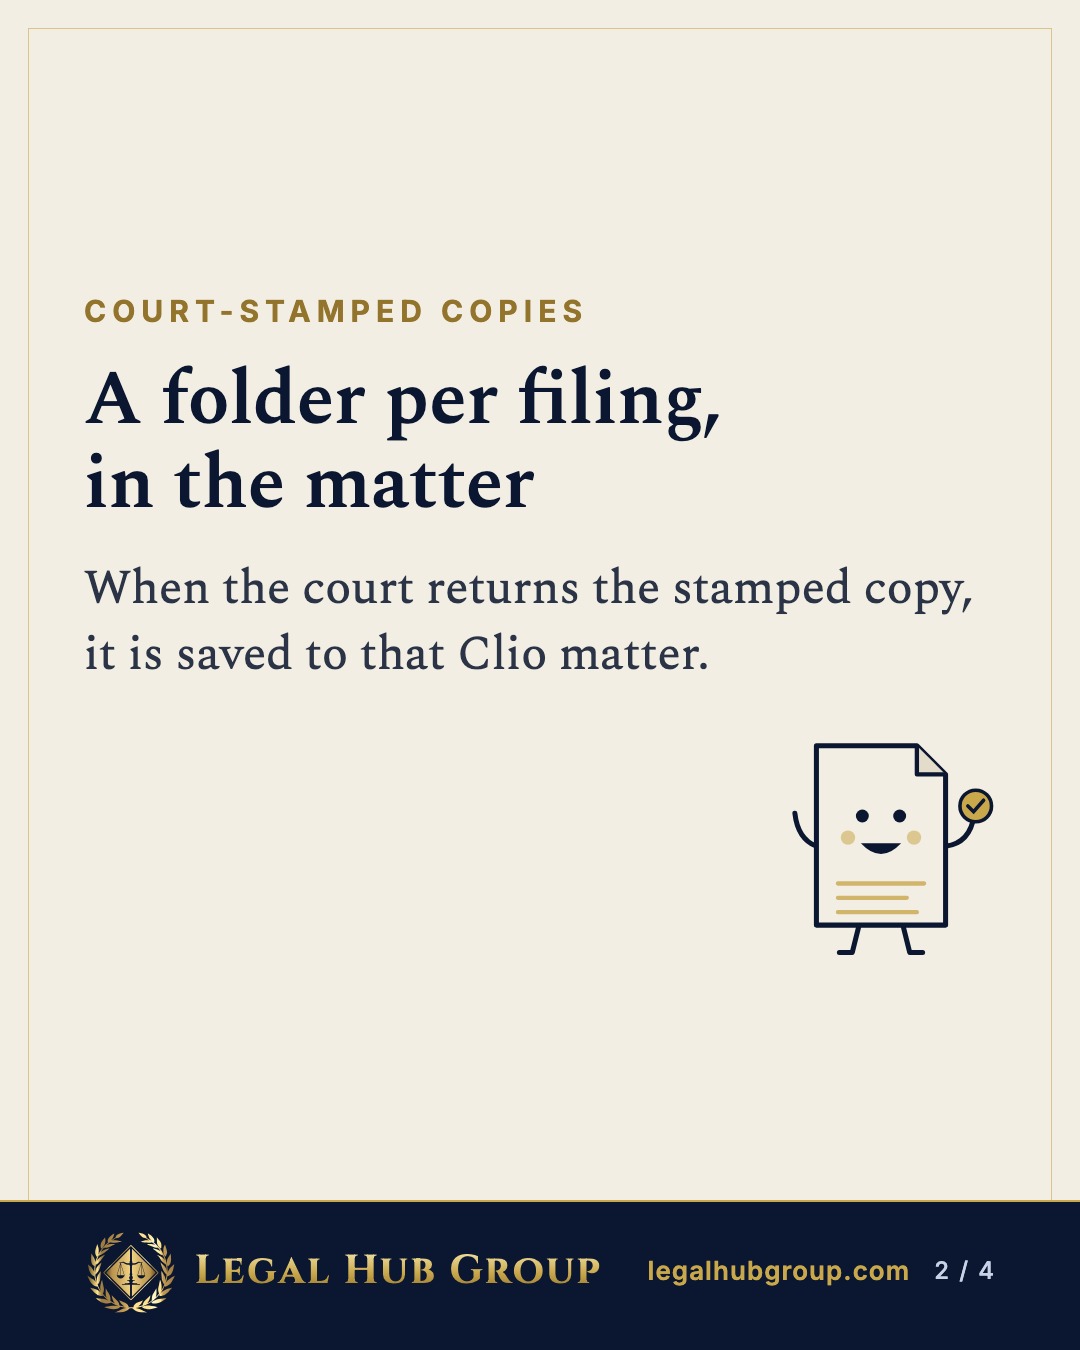 COURT-STAMPED COPIES
A folder per filing,
in the matter
When the court returns the stamped copy,
it is saved to that Clio matter.
LEGAL HUB GROUP
legalhubgroup.com
2 / 4